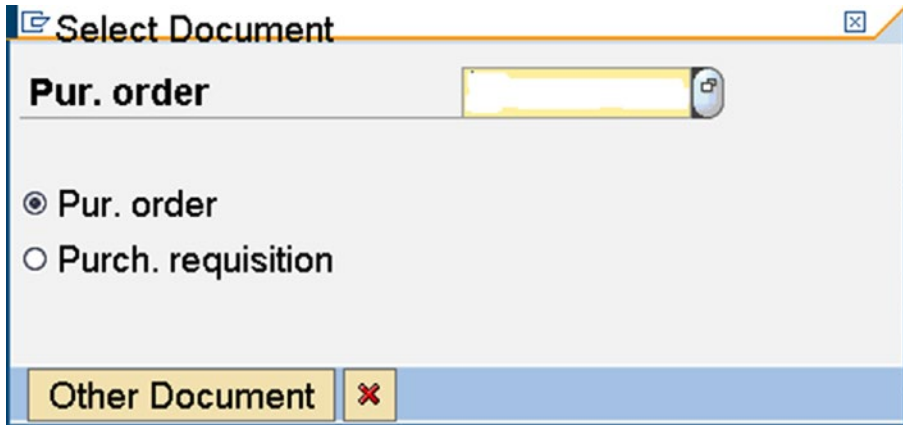 Select Document
Pur. order
Pur. order
Purch. requisition
Other Document